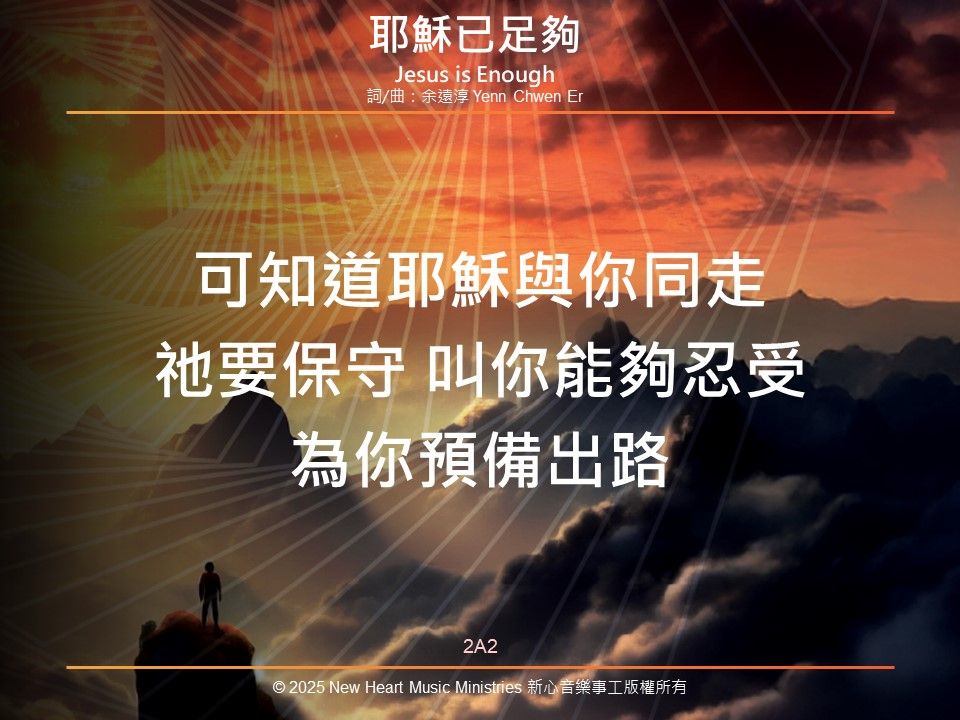 耶穌已足夠
Jesus is Enough
詞/曲：余遠淳 Yenn Chwen Er
可知道耶穌與你同走
祂要保守 叫你能夠忍受
為你預備出路
2A2
© 2025 New Heart Music Ministries 新心音樂事工版權所有